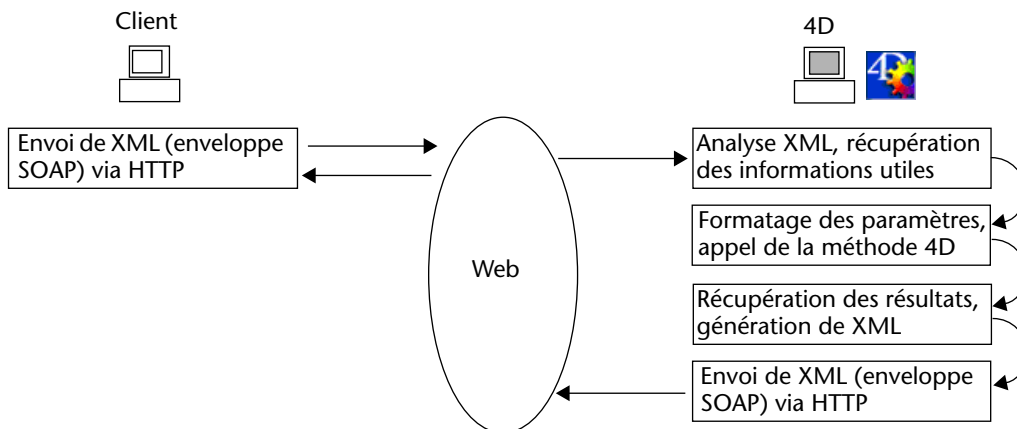 Client
4D
4D
Envoi de XML (enveloppe
SOAP) via HTTP
Web
Analyse XML, récupération
des informations utiles
Formatage des paramètres,
appel de la méthode 4D
Récupération des résultats,
génération de XML
Envoi de XML (enveloppe
SOAP) via HTTP